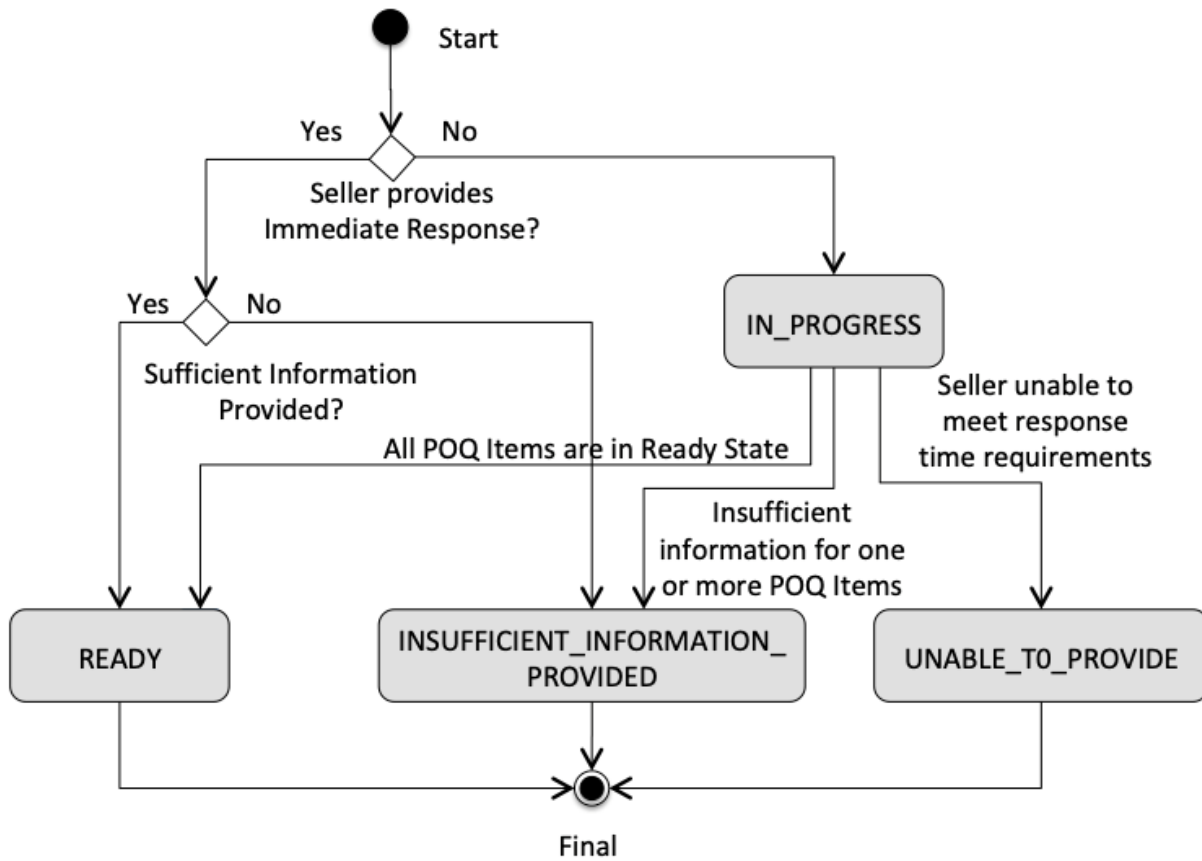 Start
Yes
No
Seller provides
Immediate Response?
Yes
No
IN_PROGRESS
Sufficient Information
Provided?
Seller unable to
meet response
time requirements
All POQ Items are in Ready State
Insufficient
information for one
or more POQ Items
READY
INSUFFICIENT_INFORMATION_
PROVIDED
UNABLE_T0_PROVIDE
Final